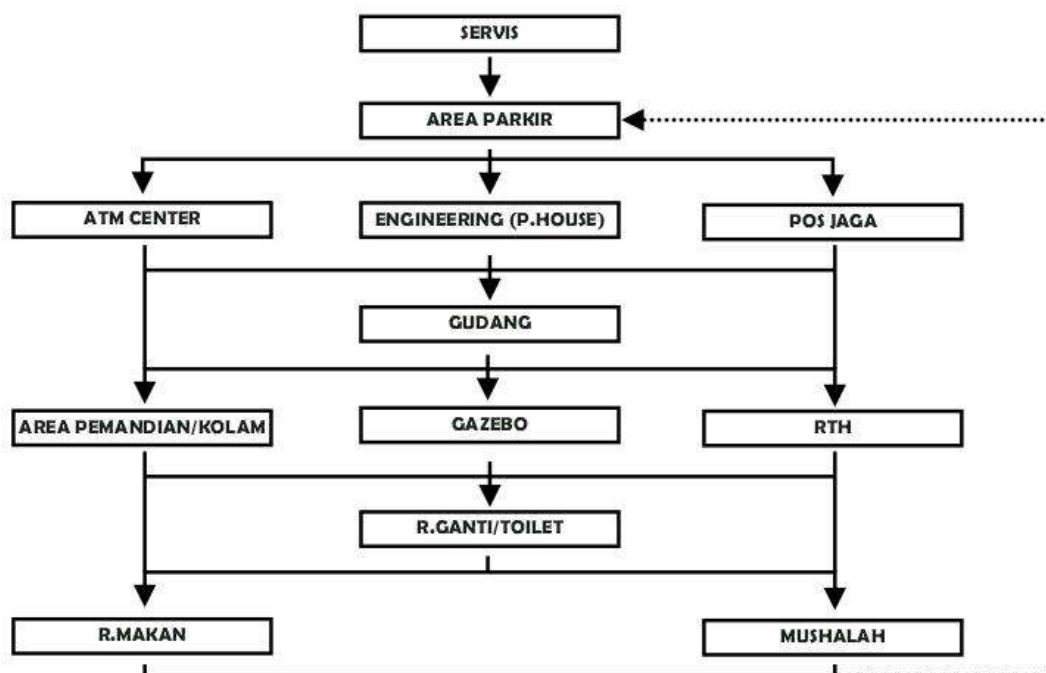 SERVIS
AREA PARKIR
ATM CENTER
ENGINEERING (P.HOUSE)
POS JAGA
GUDANG
AREA PEMANDIAN/KOLAM
GAZEBO
RTH
R.GANTI/TOILET
R.MAKAN
MUSHALAH